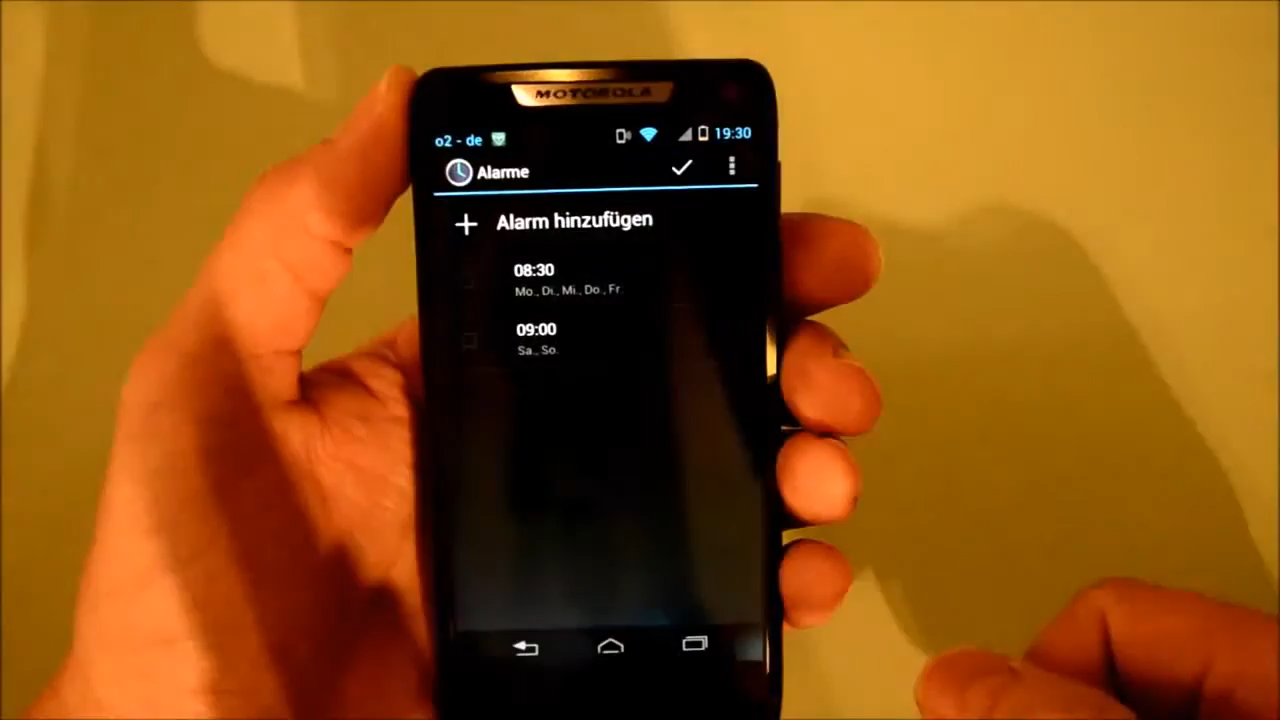 MOTOROLA
o2 - de 19:30
Alarme
Alarm hinzufügen
08:30
Mo., Di., Mi., Do., Fr.
09:00
Sa., So.